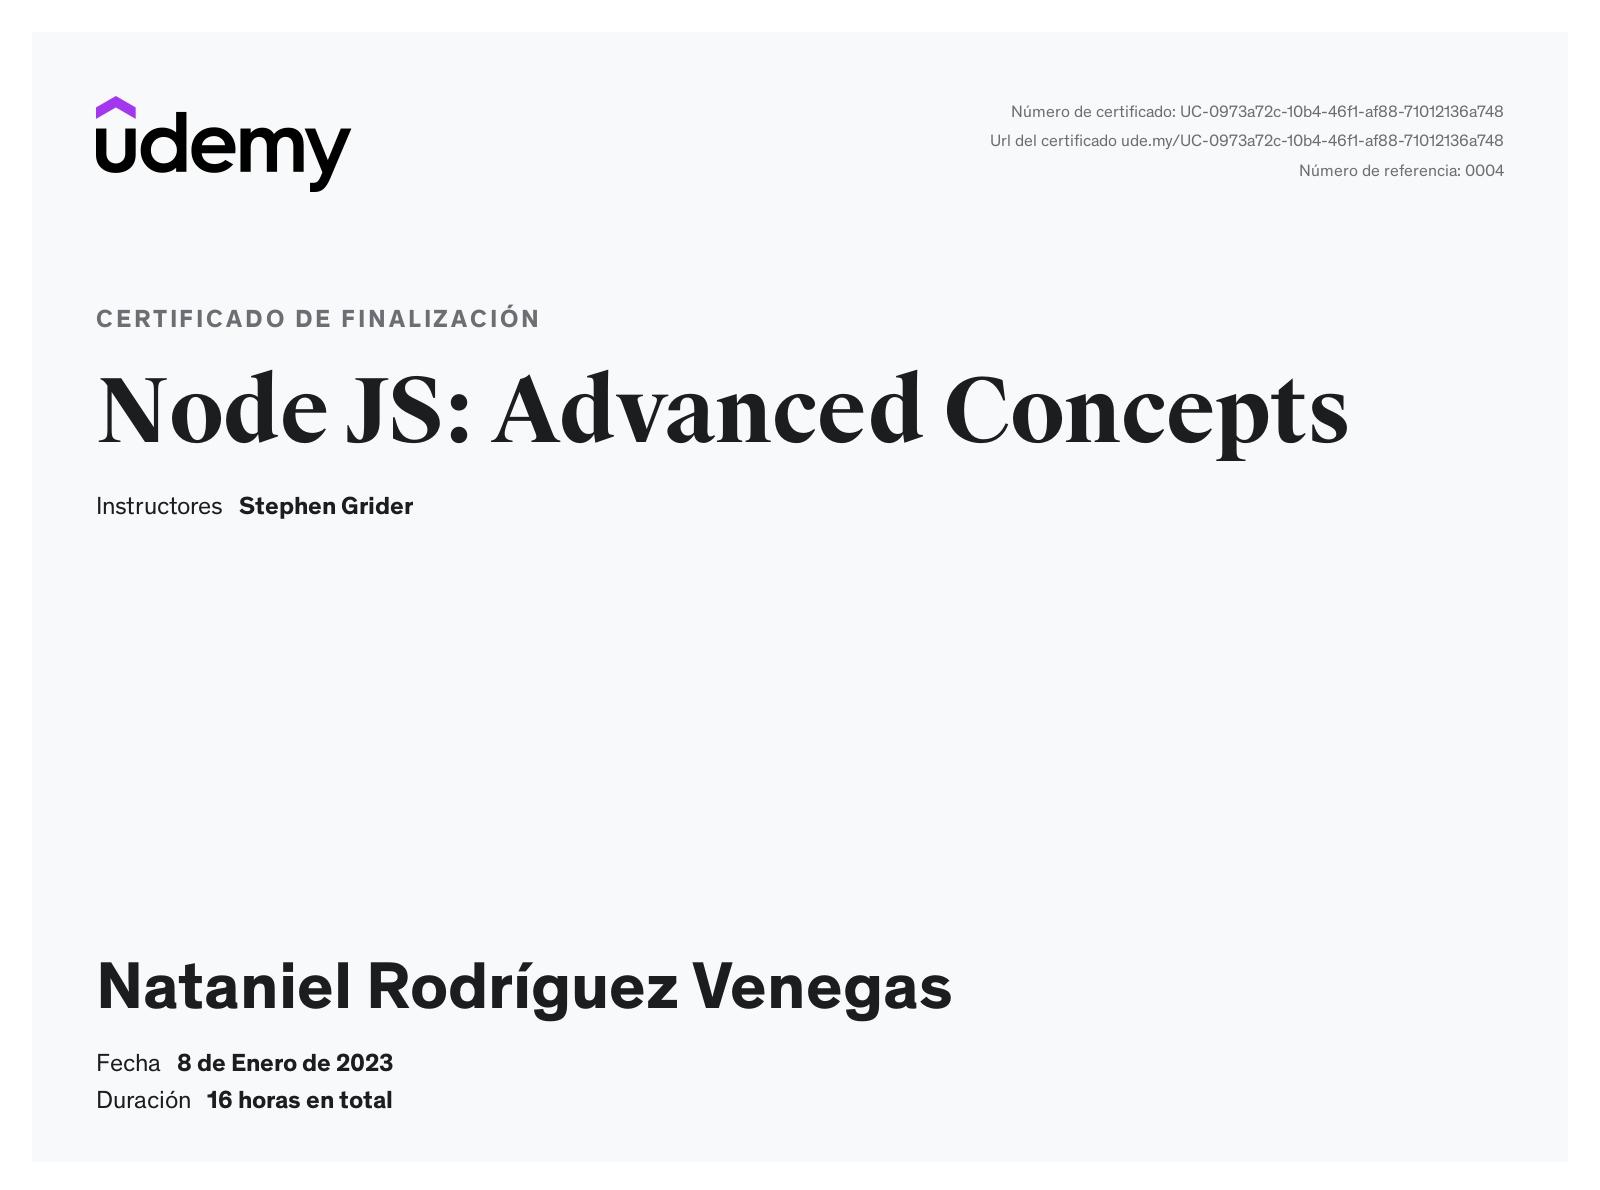 udemy
Número de certificado: UC-0973a72c-10b4-46f1-af88-71012136a748
Url del certificado ude.my/UC-0973a72c-10b4-46f1-af88-71012136a748
Número de referencia: 0004
CERTIFICADO DE FINALIZACIÓN
Node JS: Advanced Concepts
Instructores Stephen Grider
Nataniel Rodríguez Venegas
Fecha 8 de Enero de 2023
Duración 16 horas en total